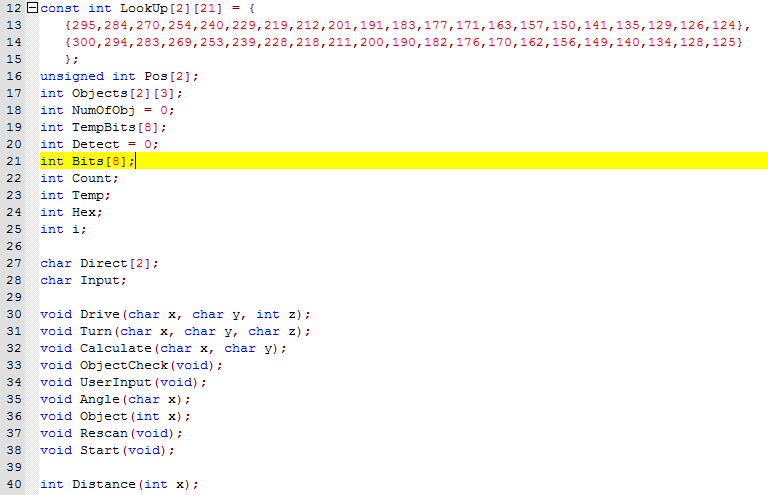 12 const int LookUp[2][21] = {
13 {295,284,270,254,240,229,219,212,201,191,183,177,171,163,157,150,141,135,129,126,124},
14 {300,294,283,269,253,239,228,218,211,200,190,182,176,170,162,156,149,140,134,128,125}
15 };
16 unsigned int Pos[2];
17 int Objects[2][3];
18 int NumOfObj = 0;
19 int TempBits[8];
20 int Detect = 0;
21 int Bits[8];
22 int Count;
23 int Temp;
24 int Hex;
25 int i;
26
27 char Direct[2];
28 char Input;
29
30 void Drive(char x, char y, int z);
31 void Turn(char x, char y, char z);
32 void Calculate(char x, char y);
33 void ObjectCheck(void);
34 void UserInput(void);
35 void Angle(char x);
36 void Object(int x);
37 void Rescan(void);
38 void Start(void);
39
40 int Distance(int x);